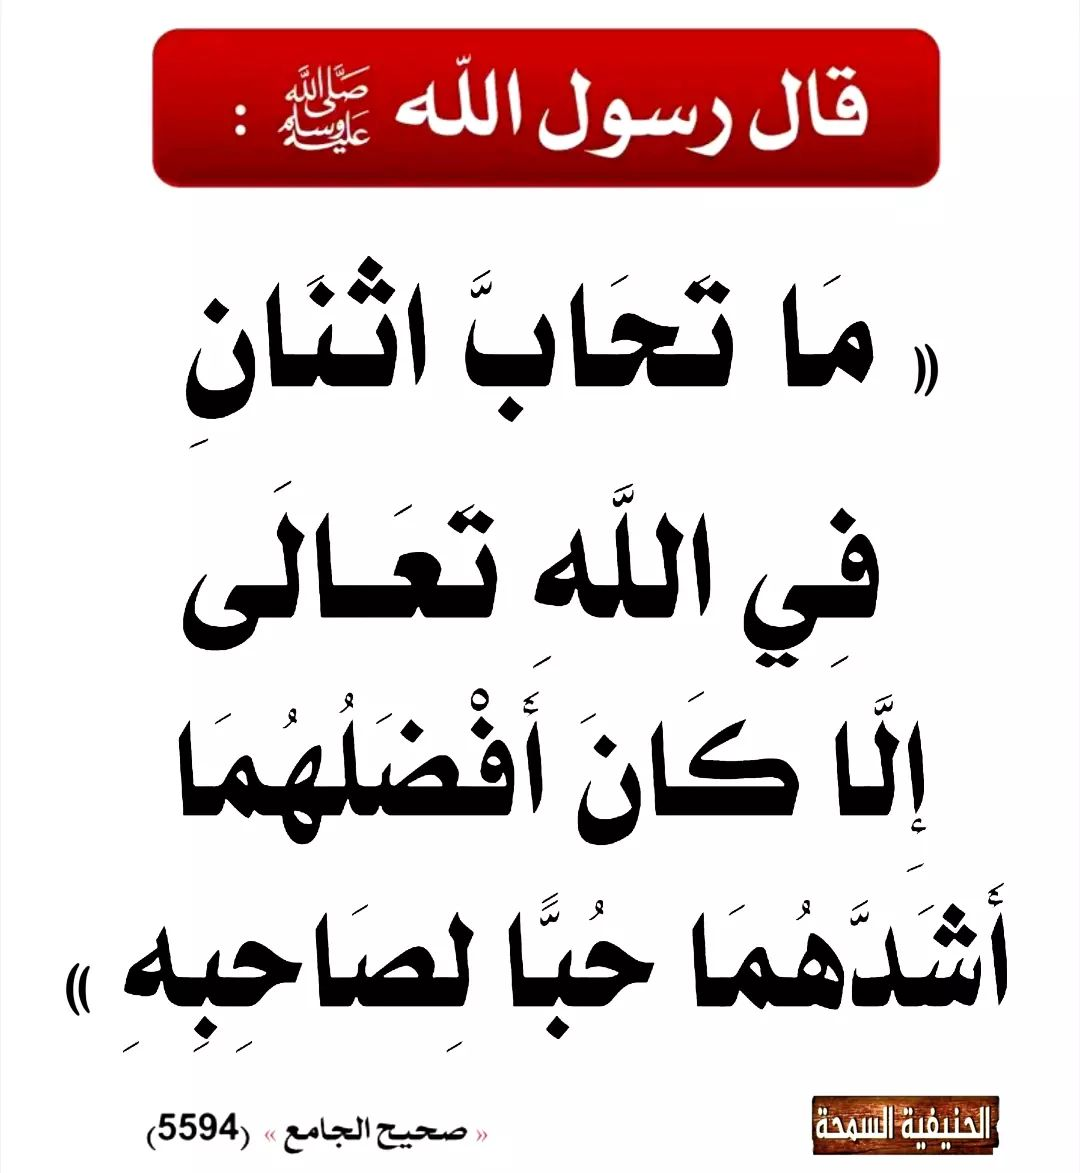 قال رسول الله ﷺ :
« مَا تَحَابَّ اثْنَانِ
فِي اللَّهِ تَعَالَى
إِلَّا كَانَ أَفْضَلُهُمَا
أَشَدَّهُمَا حُبًّا لِصَاحِبِهِ »
« صحيح الجامع » (5594)
الحنيفية السمحة